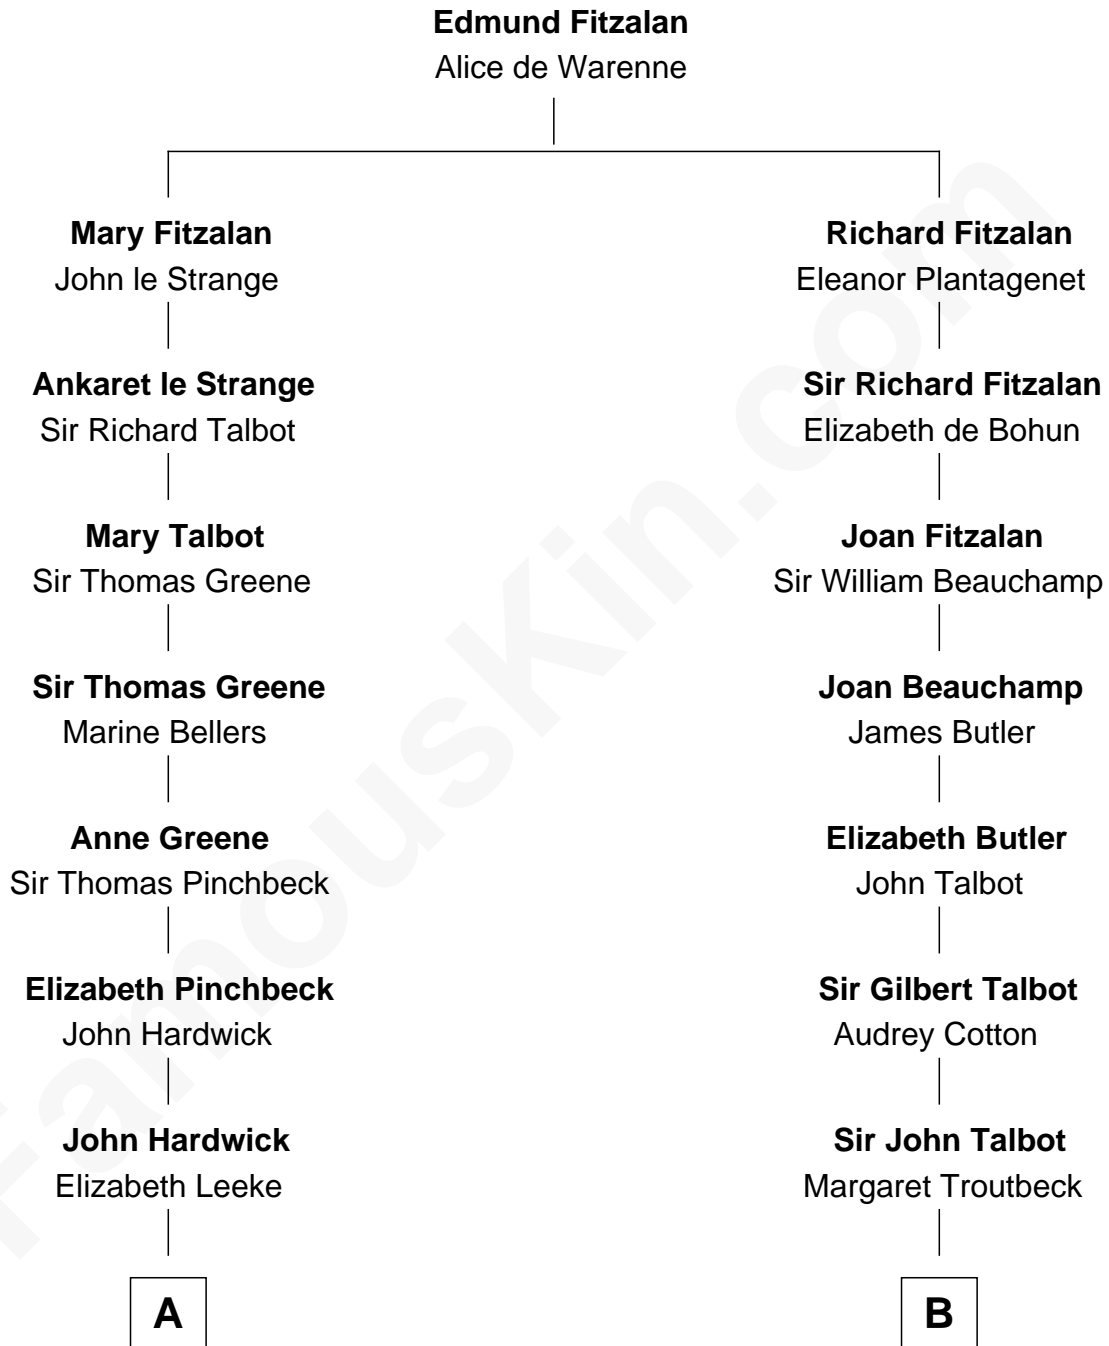 Edmund Fitzalan
Alice de Warenne
Mary Fitzalan
John le Strange
Richard Fitzalan
Eleanor Plantagenet
Ankaret le Strange
Sir Richard Talbot
Sir Richard Fitzalan
Elizabeth de Bohun
Mary Talbot
Sir Thomas Greene
Joan Fitzalan
Sir William Beauchamp
Sir Thomas Greene
Marine Bellers
Joan Beauchamp
James Butler
Anne Greene
Sir Thomas Pinchbeck
Elizabeth Butler
John Talbot
Elizabeth Pinchbeck
John Hardwick
Sir Gilbert Talbot
Audrey Cotton
John Hardwick
Elizabeth Leeke
Sir John Talbot
Margaret Troutbeck
A
B
FamousKin.com